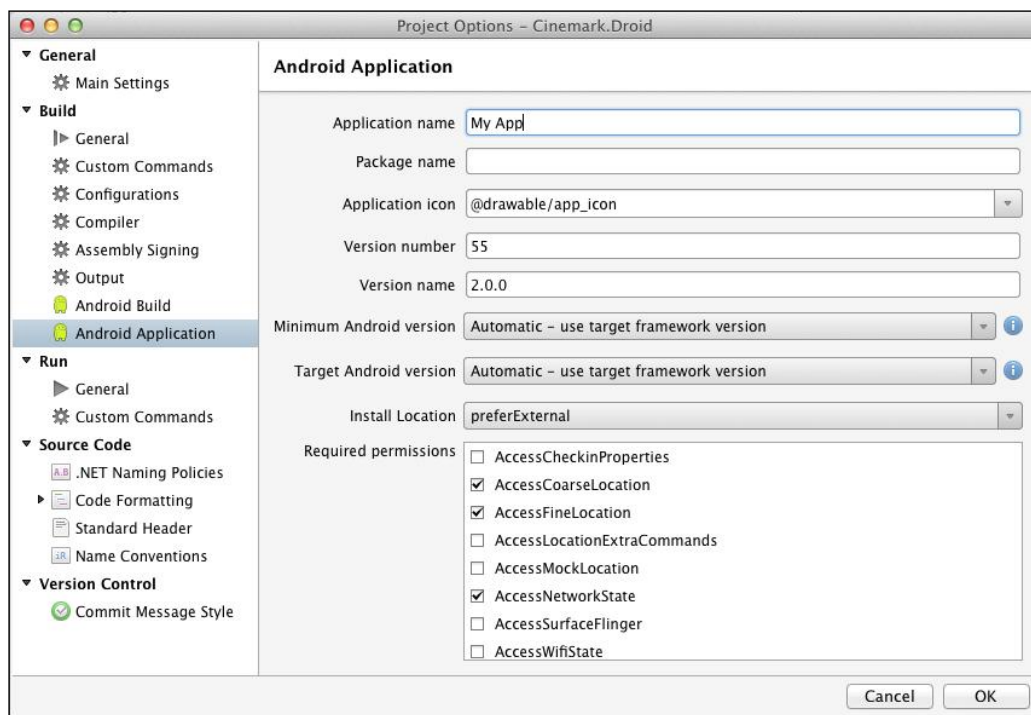 Project Options – Cinemark.Droid
General
Main Settings
Build
General
Custom Commands
Configurations
Compiler
Assembly Signing
Output
Android Build
Android Application
Run
General
Custom Commands
Source Code
A.B .NET Naming Policies
Code Formatting
Standard Header
iR Name Conventions
Version Control
Commit Message Style
Android Application
Application name My App
Package name
Application icon @drawable/app_icon
Version number 55
Version name 2.0.0
Minimum Android version Automatic – use target framework version i
Target Android version Automatic – use target framework version i
Install Location preferExternal
Required permissions
AccessCheckinProperties
AccessCoarseLocation
AccessFineLocation
AccessLocationExtraCommands
AccessMockLocation
AccessNetworkState
AccessSurfaceFlinger
AccessWifiState
Cancel OK